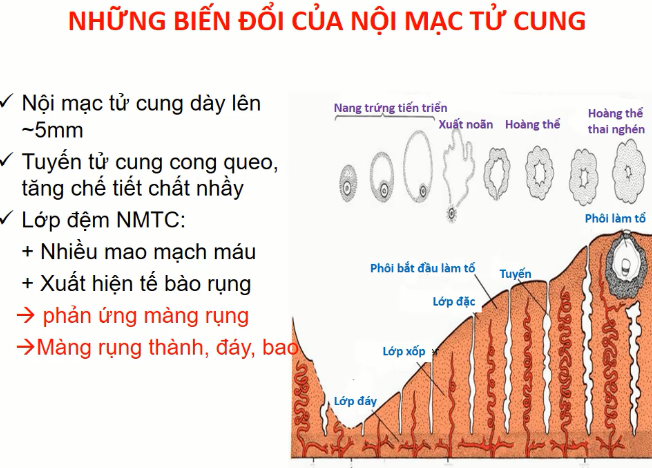 NHỮNG BIẾN ĐỔI CỦA NỘI MẠC TỬ CUNG
✓ Nội mạc tử cung dày lên
~5mm
✓ Tuyến tử cung cong queo,
tăng chế tiết chất nhầy
✓ Lớp đệm NMTC:
+ Nhiều mao mạch máu
+ Xuất hiện tế bào rụng
→ phản ứng màng rụng
→Màng rụng thành, đáy, bao
Nang trứng tiến triển
Xuất noãn
Hoàng thể
Hoàng thể
thai nghén
Phôi làm tổ
Phôi bắt đầu làm tổ
Tuyến
Lớp đặc
Lớp xốp
Lớp đáy